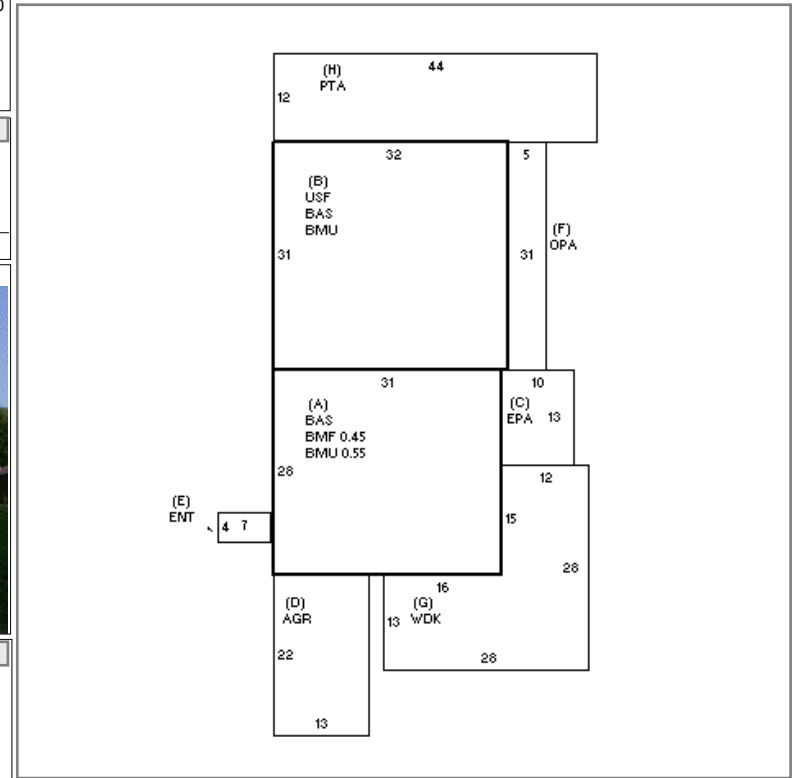 (H)
PTA
44
12
32
5
(B)
USF
BAS
BMU
31
31
(F)
OPA
31
10
(A)
BAS
BMF 0.45
BMU 0.55
(C)
EPA
13
28
12
(E)
ENT
4 7
15
28
16
(D)
AGR
13
(G)
WDK
22
28
13